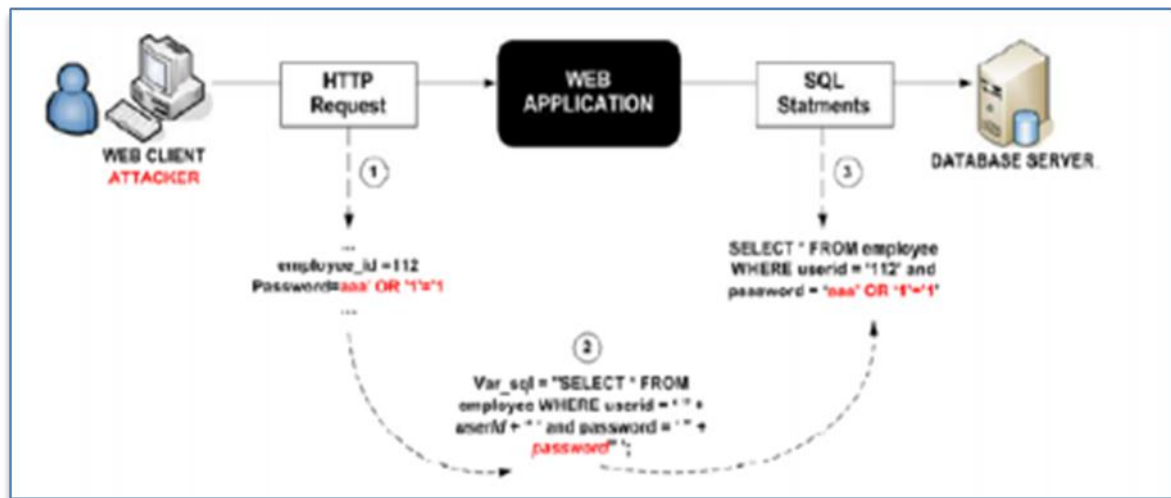 HTTP
Request
WEB
APPLICATION
SQL
Statments
WEB CLIENT
ATTACKER
DATABASE SERVER.
1
3
...
employee_id =112
Password=aaa' OR '1'='1
...
SELECT * FROM employee
WHERE userid = '112' and
password = 'aaa' OR '1'='1'
2
Var_sql = "SELECT * FROM
employee WHERE userid = ' " +
userId + " ' and password = ' " +
password" ';